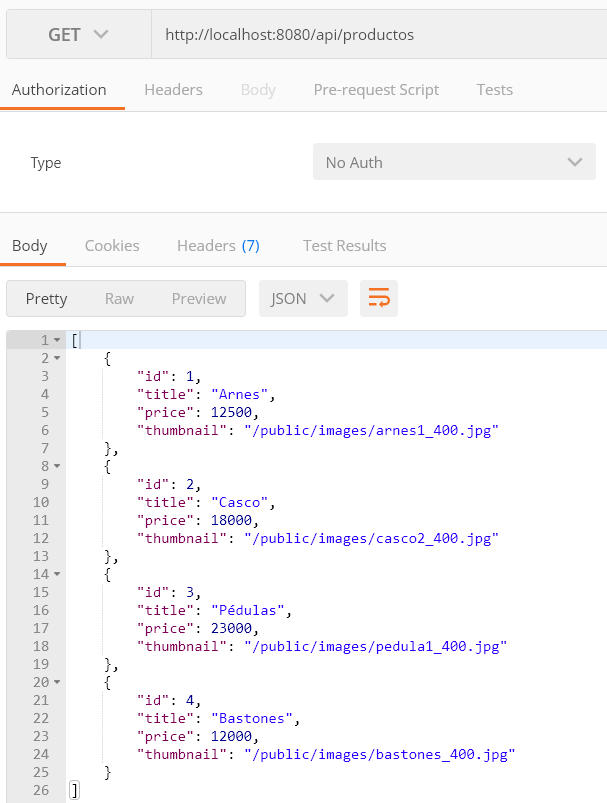 GET http://localhost:8080/api/productos
Authorization Headers Body Pre-request Script Tests
Type No Auth
Body Cookies Headers (7) Test Results
Pretty Raw Preview JSON
1 [
2 {
3 "id": 1,
4 "title": "Arnes",
5 "price": 12500,
6 "thumbnail": "/public/images/arnes1_400.jpg"
7 },
8 {
9 "id": 2,
10 "title": "Casco",
11 "price": 18000,
12 "thumbnail": "/public/images/casco2_400.jpg"
13 },
14 {
15 "id": 3,
16 "title": "Pédulas",
17 "price": 23000,
18 "thumbnail": "/public/images/pedula1_400.jpg"
19 },
20 {
21 "id": 4,
22 "title": "Bastones",
23 "price": 12000,
24 "thumbnail": "/public/images/bastones_400.jpg"
25 }
26 ]